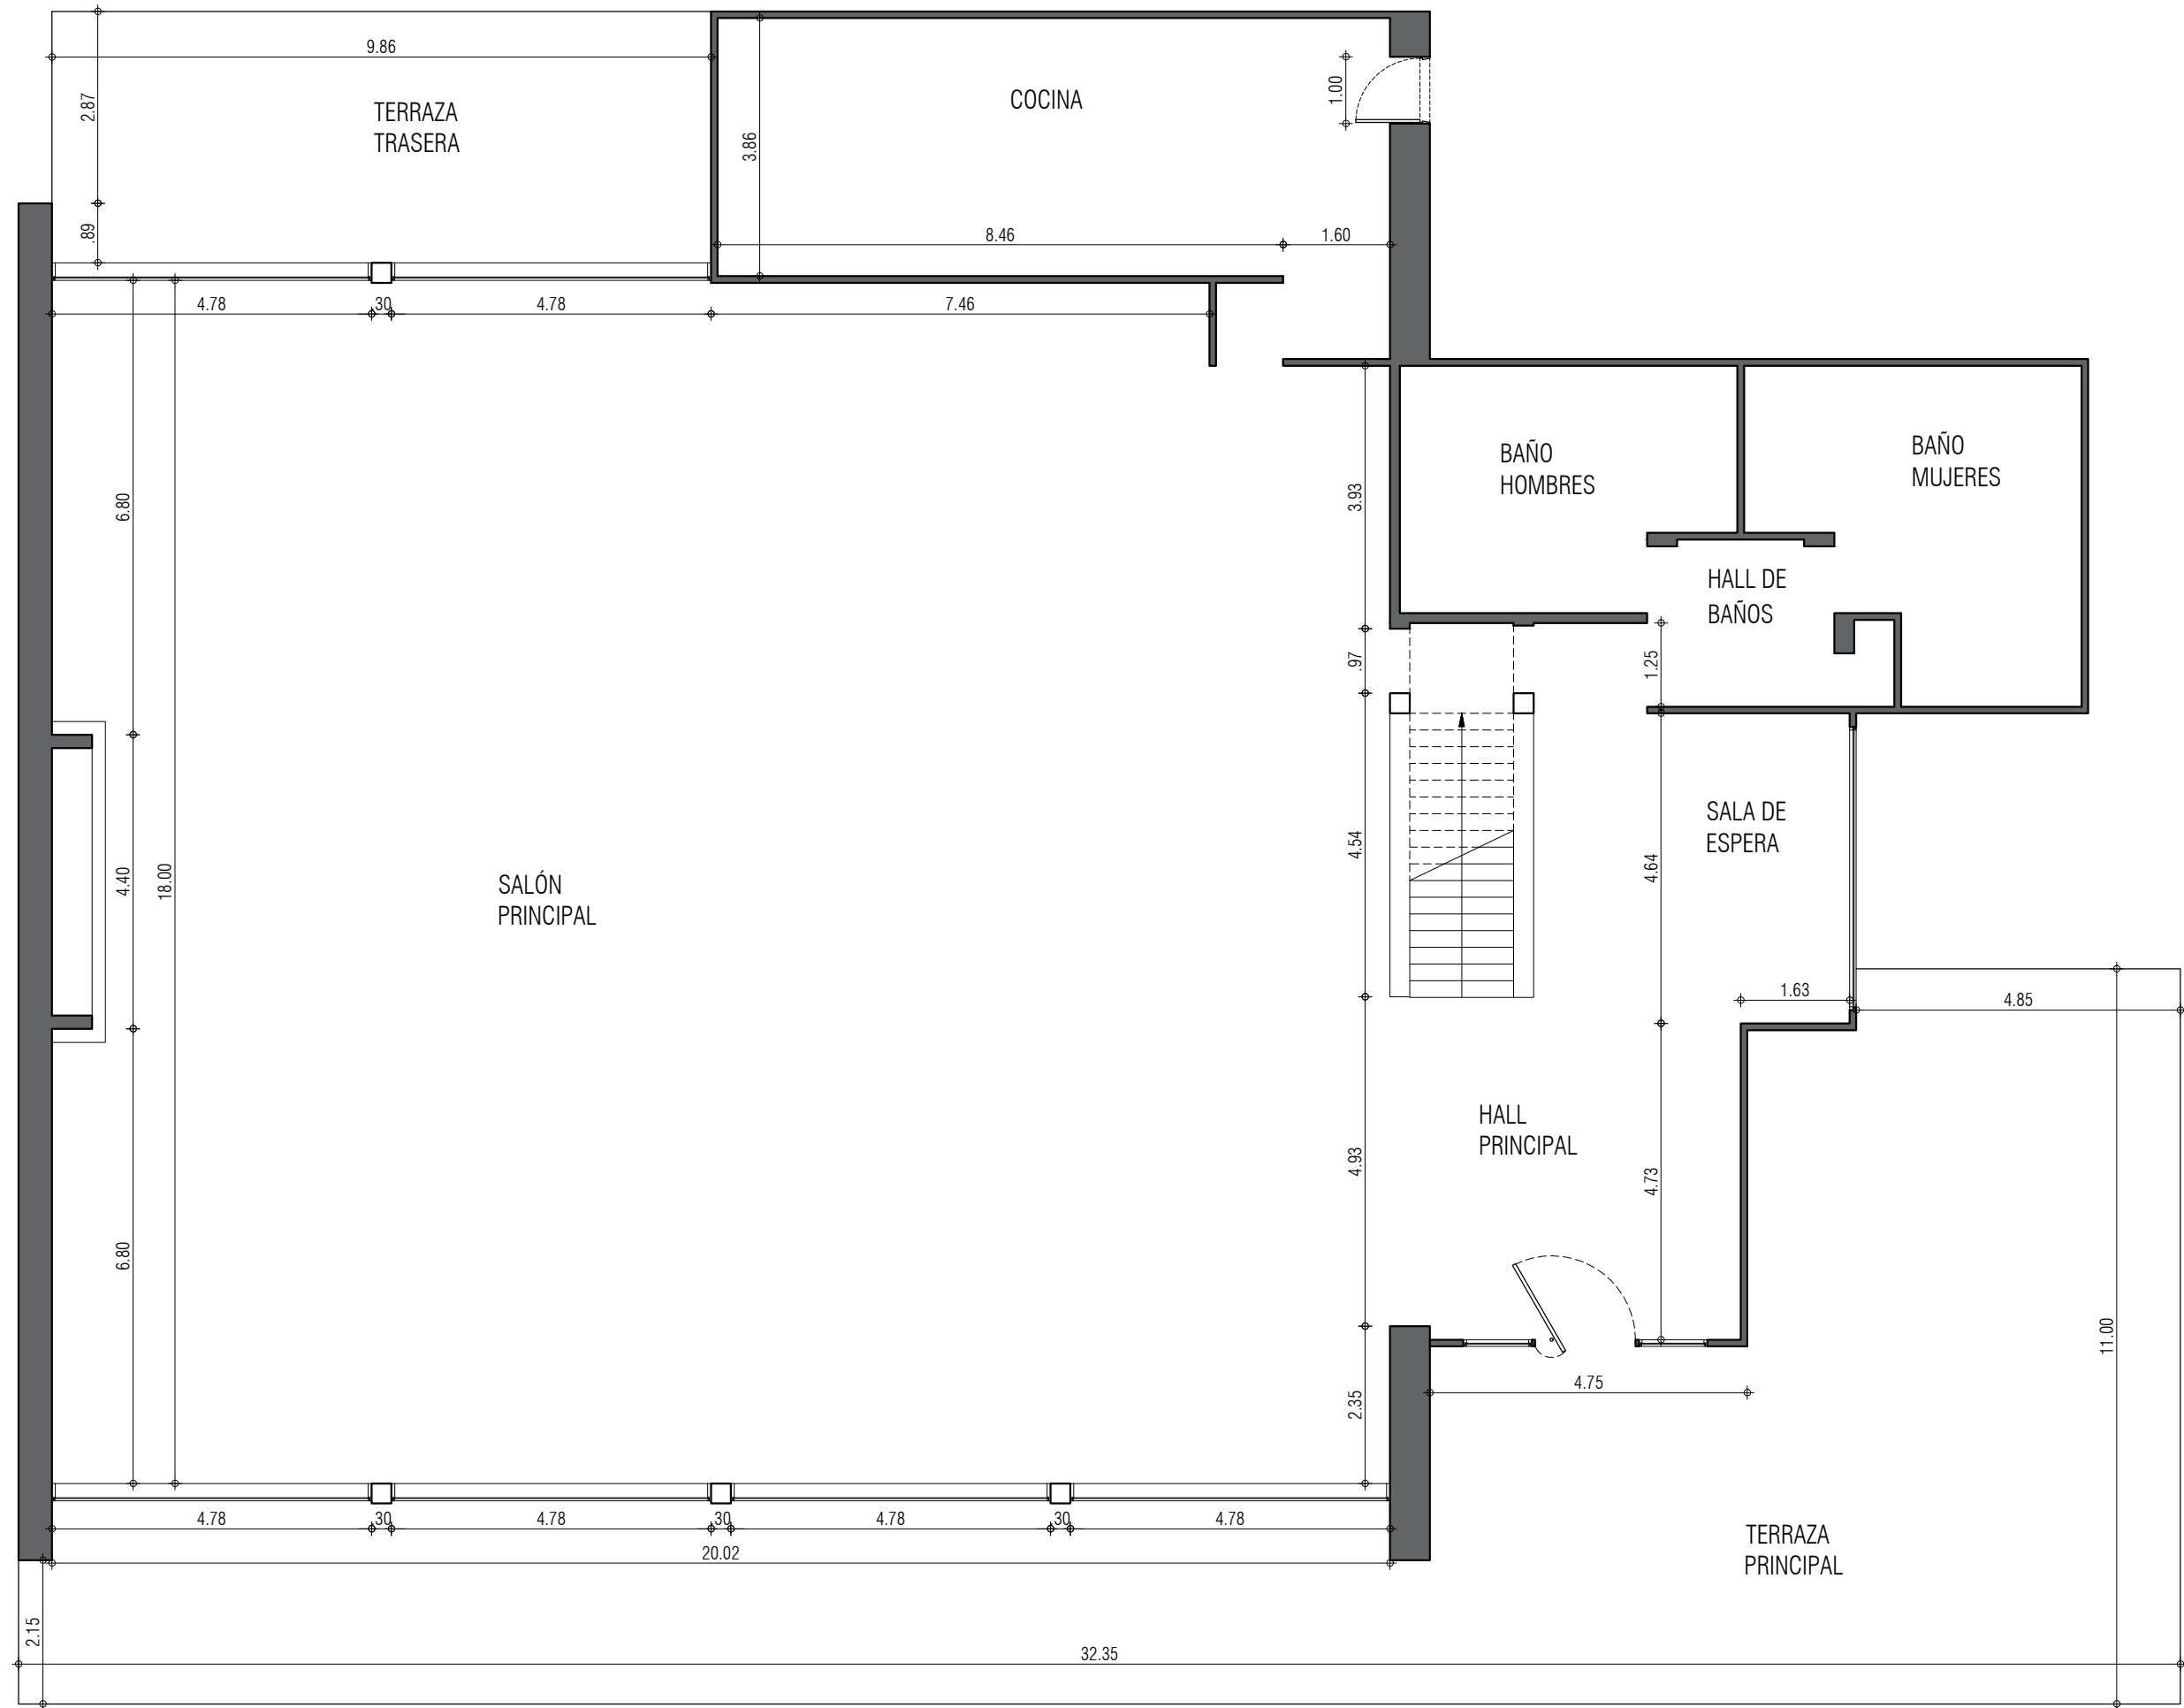 9.86
2.87
TERRAZA
TRASERA
COCINA
1.00
3.86
.89
8.46
1.60
4.78
30
4.78
7.46
6.80
3.93
BAÑO
HOMBRES
BAÑO
MUJERES
HALL DE
BAÑOS
.97
1.25
4.40
18.00
SALÓN
PRINCIPAL
4.54
SALA DE
ESPERA
4.64
1.63
4.85
HALL
PRINCIPAL
4.93
4.73
6.80
11.00
4.75
2.35
4.78
30
4.78
30
4.78
30
4.78
20.02
TERRAZA
PRINCIPAL
2.15
32.35